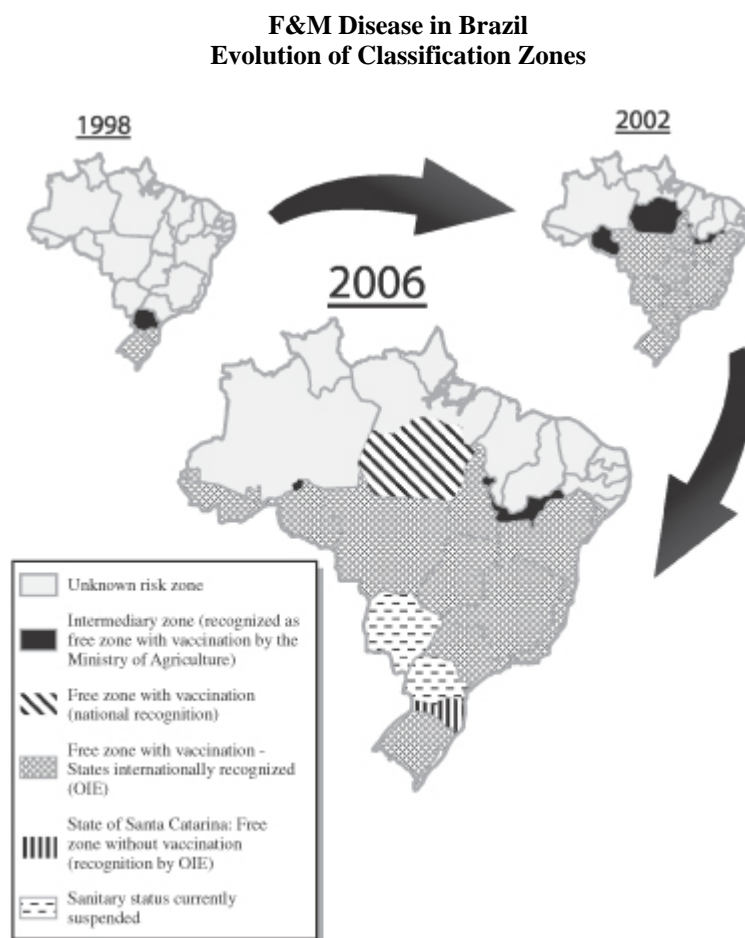 F&M Disease in Brazil
Evolution of Classification Zones
1998
2002
2006
Unknown risk zone
Intermediary zone (recognized as
free zone with vaccination by the
Ministry of Agriculture)
Free zone with vaccination
(national recognition)
Free zone with vaccination -
States internationally recognized
(OIE)
State of Santa Catarina: Free
zone without vaccination
(recognition by OIE)
Sanitary status currently
suspended